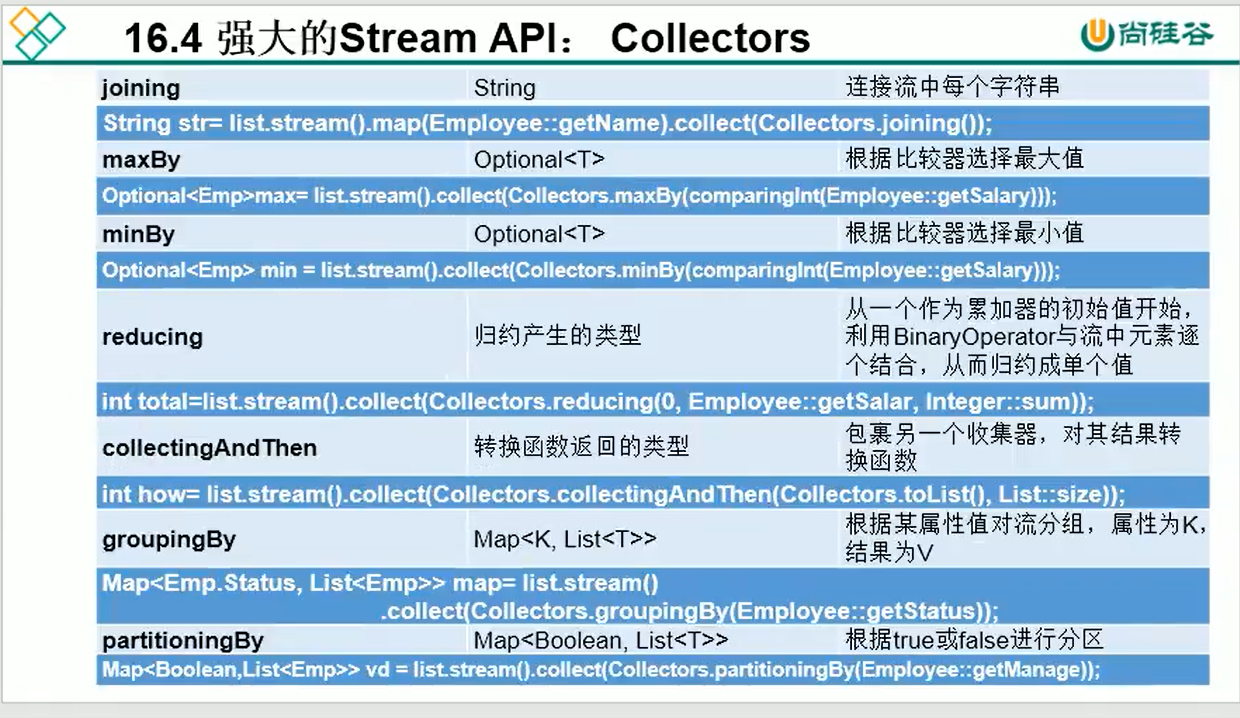 16.4 强大的Stream API： Collectors
尚硅谷
joining String 连接流中每个字符串
String str= list.stream().map(Employee::getName).collect(Collectors.joining());
maxBy Optional<T> 根据比较器选择最大值
Optional<Emp>max= list.stream().collect(Collectors.maxBy(comparingInt(Employee::getSalary)));
minBy Optional<T> 根据比较器选择最小值
Optional<Emp> min = list.stream().collect(Collectors.minBy(comparingInt(Employee::getSalary)));
reducing 归约产生的类型 从一个作为累加器的初始值开始，
利用BinaryOperator与流中元素逐
个结合，从而归约成单个值
int total=list.stream().collect(Collectors.reducing(0, Employee::getSalar, Integer::sum));
collectingAndThen 转换函数返回的类型 包裹另一个收集器，对其结果转
换函数
int how= list.stream().collect(Collectors.collectingAndThen(Collectors.toList(), List::size));
groupingBy Map<K, List<T>> 根据某属性值对流分组，属性为K，
结果为V
Map<Emp.Status, List<Emp>> map= list.stream()
.collect(Collectors.groupingBy(Employee::getStatus));
partitioningBy Map<Boolean, List<T>> 根据true或false进行分区
Map<Boolean,List<Emp>> vd = list.stream().collect(Collectors.partitioningBy(Employee::getManage));